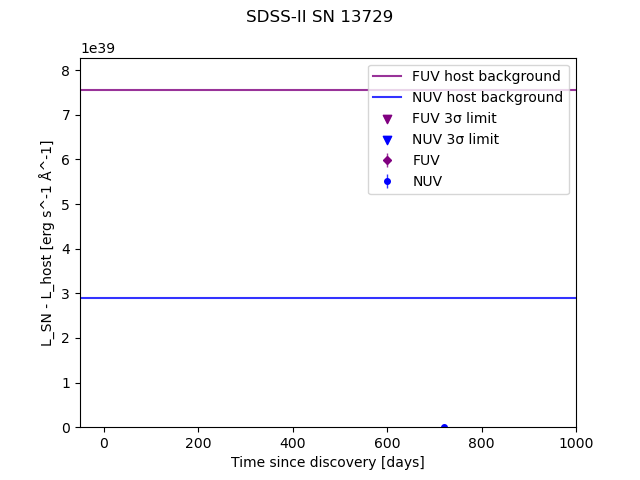 SDSS-II SN 13729
1e39
8
7
6
5
4
3
2
1
0
L_SN - L_host [erg s^-1 Å^-1]
FUV host background
NUV host background
FUV 3σ limit
NUV 3σ limit
FUV
NUV
0 200 400 600 800 1000
Time since discovery [days]